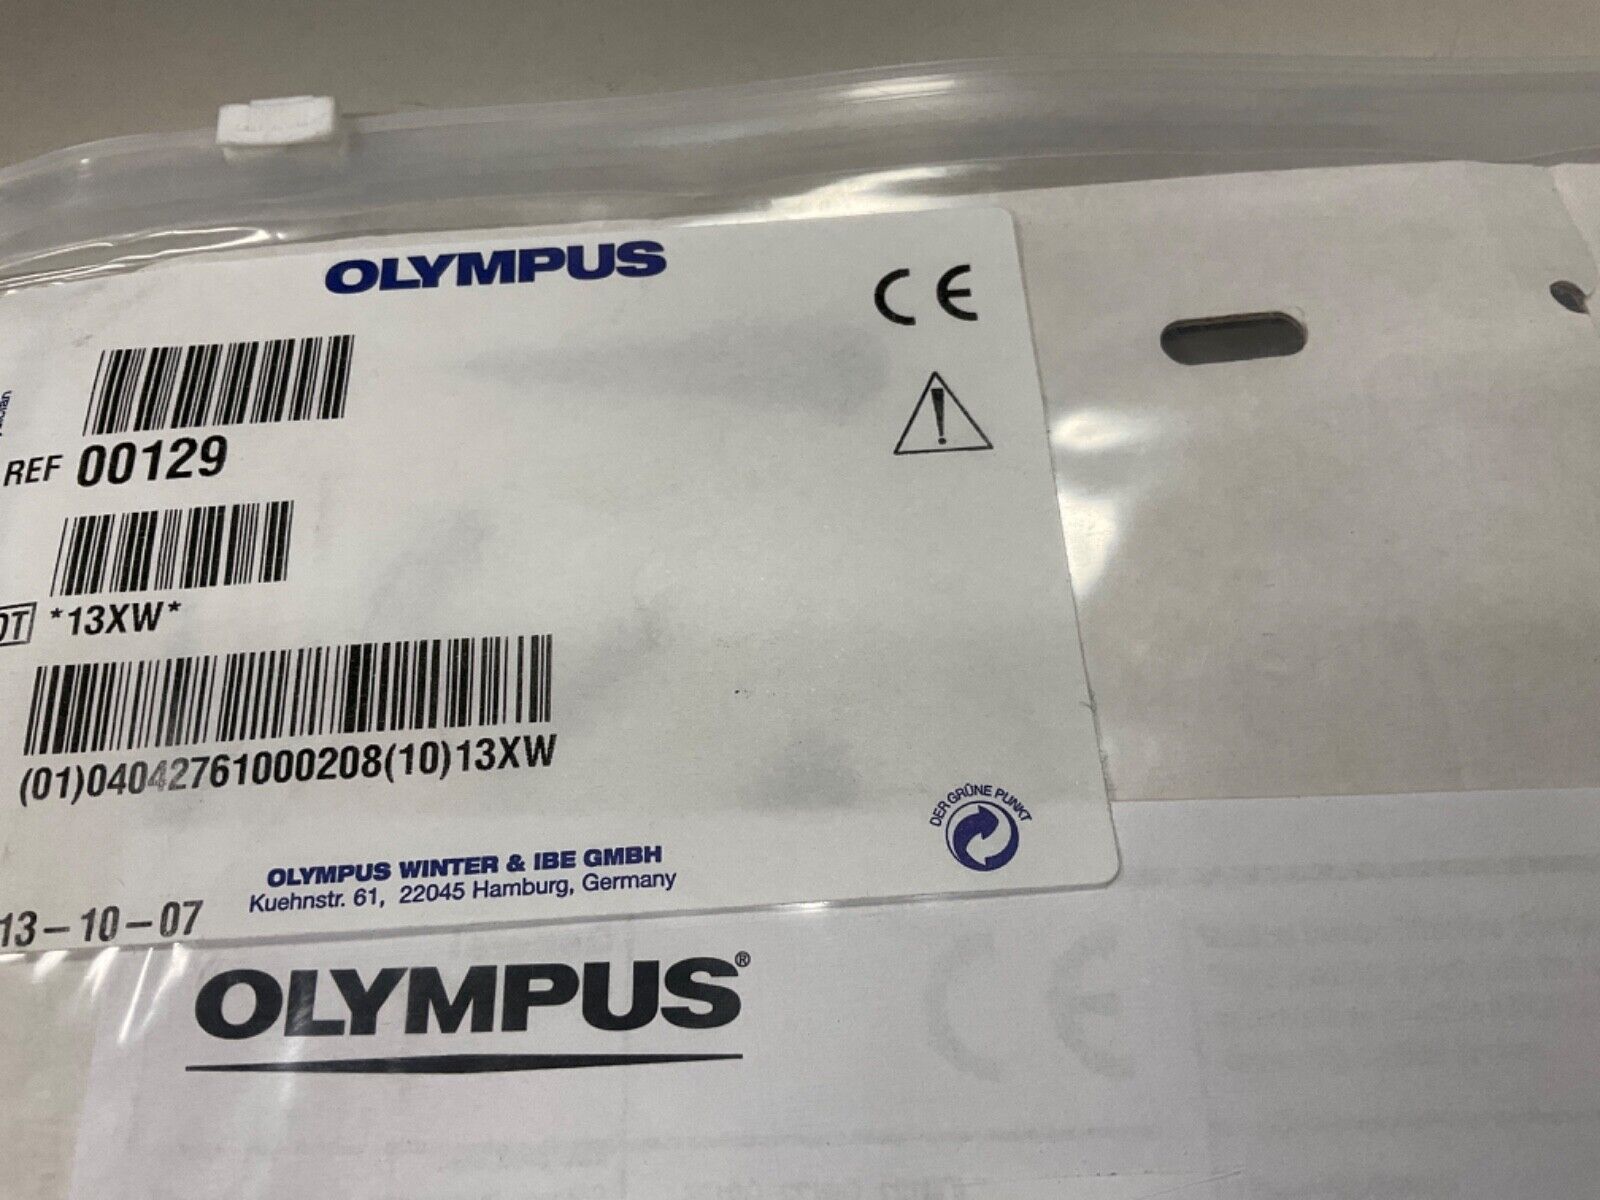 OLYMPUS
CE
REF 00129
*13XW*
(01)04042761000208(10)13XW
DER GRÜNE PUNKT
OLYMPUS WINTER & IBE GMBH
Kuehnstr. 61, 22045 Hamburg, Germany
13-10-07
OLYMPUS®